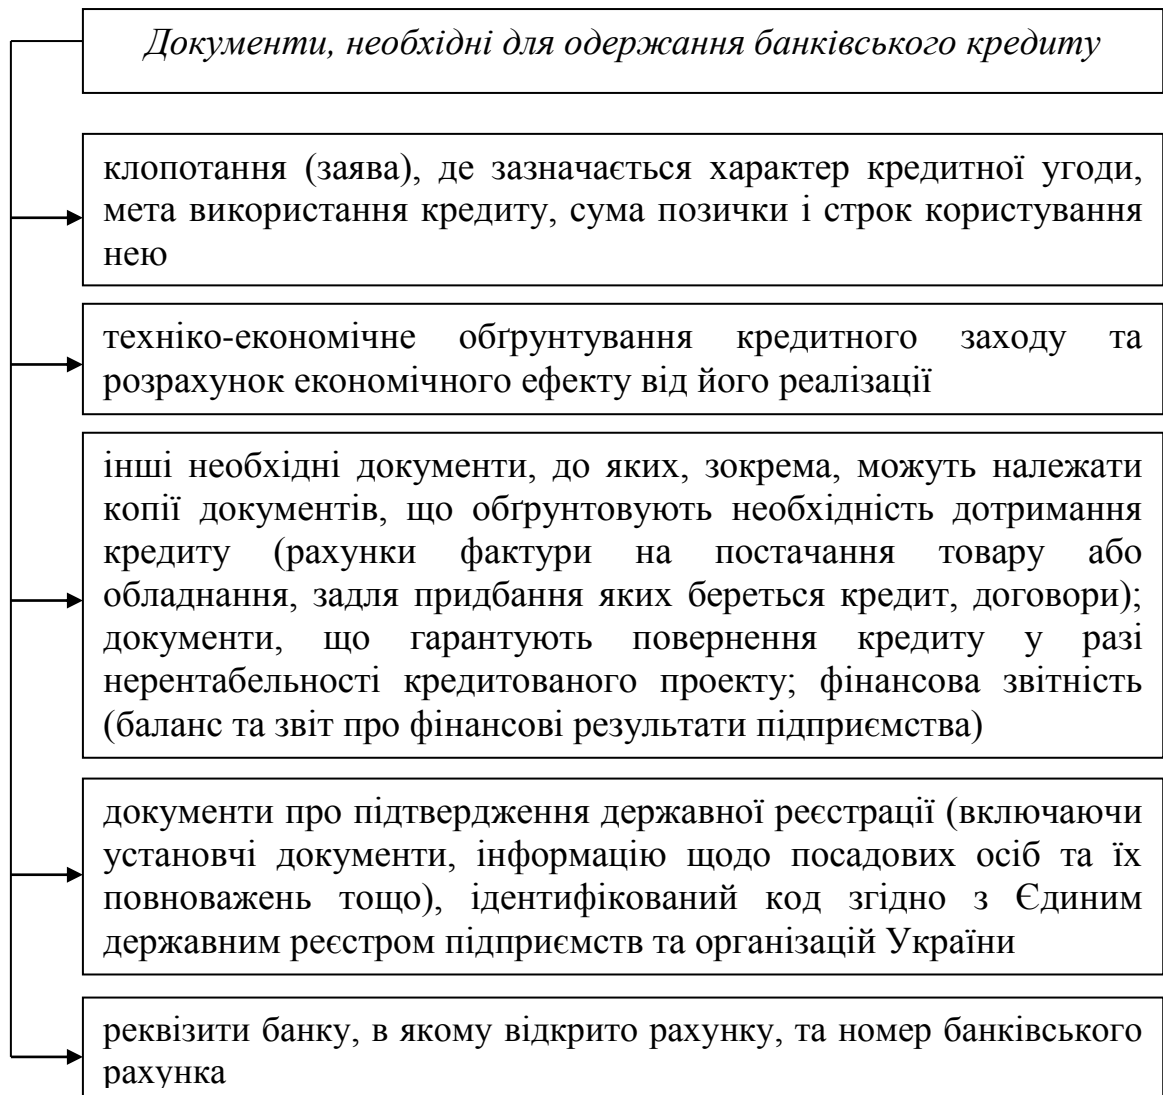 Документи, необхідні для одержання банківського кредиту
клопотання (заява), де зазначається характер кредитної угоди,
мета використання кредиту, сума позички і строк користування
нею
техніко-економічне обґрунтування кредитного заходу та
розрахунок економічного ефекту від його реалізації
інші необхідні документи, до яких, зокрема, можуть належати
копії документів, що обґрунтовують необхідність дотримання
кредиту (рахунки фактури на постачання товару або
обладнання, задля придбання яких береться кредит, договори);
документи, що гарантують повернення кредиту у разі
нерентабельності кредитованого проекту; фінансова звітність
(баланс та звіт про фінансові результати підприємства)
документи про підтвердження державної реєстрації (включаючи
установчі документи, інформацію щодо посадових осіб та їх
повноважень тощо), ідентифікований код згідно з Єдиним
державним реєстром підприємств та організацій України
реквізити банку, в якому відкрито рахунку, та номер банківського
рахунка